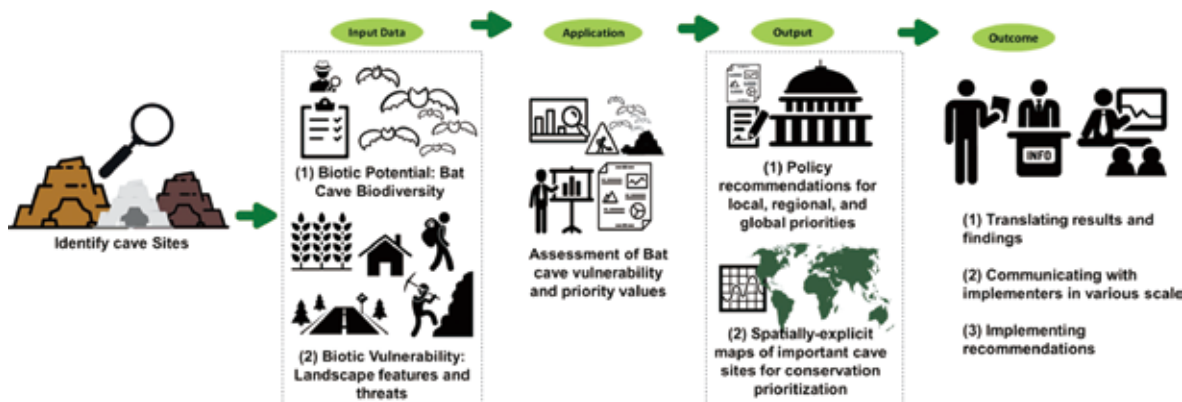 Input Data
Application
Output
Outcome
Identify cave Sites
(1) Biotic Potential: Bat
Cave Biodiversity
(2) Biotic Vulnerability:
Landscape features and
threats
Assessment of Bat
cave vulnerability
and priority values
(1) Policy
recommendations for
local, regional, and
global priorities
(2) Spatially-explicit
maps of important cave
sites for conservation
prioritization
INFO
(1) Translating results and
findings
(2) Communicating with
implementers in various scale
(3) Implementing
recommendations